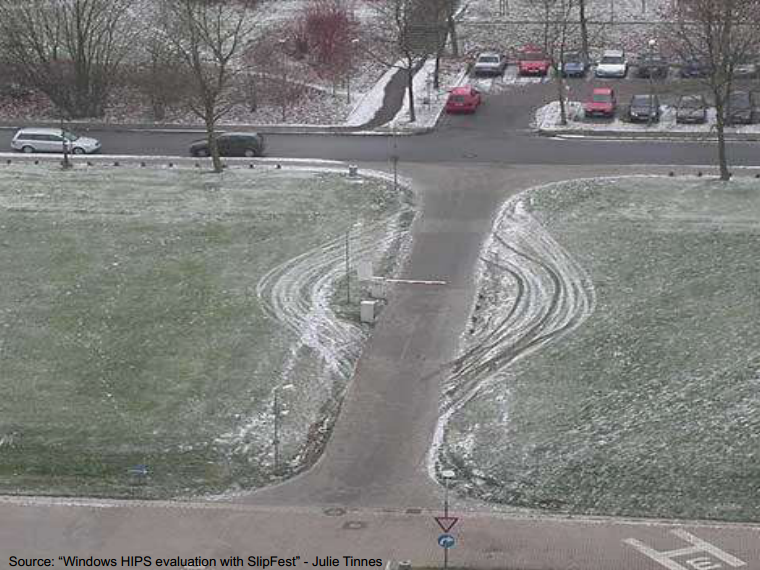 Source: “Windows HIPS evaluation with SlipFest” - Julie Tinnes